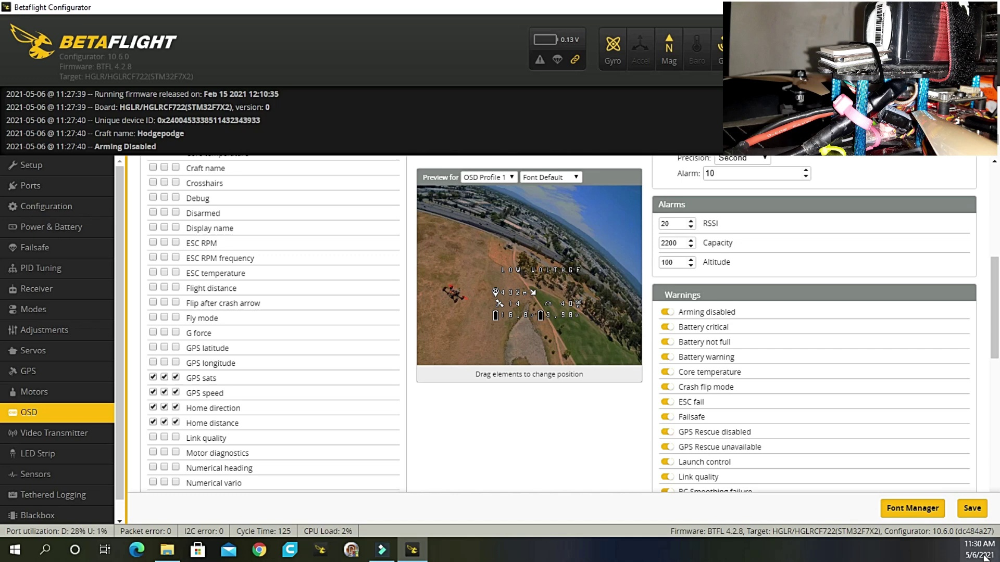 Betaflight Configurator
BETAFLIGHT
Configurator: 10.6.0
Firmware: BTFL 4.2.8
Target: HGLR/HGLRCF722(STM32F7X2)
0.13 V
Gyro
Accel
Mag
Baro
2021-05-06 @ 11:27:39 -- Running firmware released on: Feb 15 2021 12:10:35
2021-05-06 @ 11:27:39 -- Board: HGLR/HGLRCF722(STM32F7X2), version: 0
2021-05-06 @ 11:27:40 -- Unique device ID: 0x2400453338511432343933
2021-05-06 @ 11:27:40 -- Craft name: Hodgepodge
2021-05-06 @ 11:27:40 -- Arming Disabled
Setup
Ports
Configuration
Power & Battery
Failsafe
PID Tuning
Receiver
Modes
Adjustments
Servos
GPS
Motors
OSD
Video Transmitter
LED Strip
Sensors
Tethered Logging
Blackbox
Craft name
Crosshairs
Debug
Disarmed
Display name
ESC RPM
ESC RPM frequency
ESC temperature
Flight distance
Flip after crash arrow
Fly mode
G force
GPS latitude
GPS longitude
GPS sats
GPS speed
Home direction
Home distance
Link quality
Motor diagnostics
Numerical heading
Numerical vario
Preview for OSD Profile 1 Font Default
LOW VOLTAGE
432m
14 40 km/h
16.8v 3.98v
Drag elements to change position
Precision: Second
Alarm: 10
Alarms
20 RSSI
2200 Capacity
100 Altitude
Warnings
Arming disabled
Battery critical
Battery not full
Battery warning
Core temperature
Crash flip mode
ESC fail
Failsafe
GPS Rescue disabled
GPS Rescue unavailable
Launch control
Link quality
RC Smoothing failure
Font Manager
Save
Port utilization: D: 28% U: 1%
Packet error: 0
I2C error: 0
Cycle Time: 125
CPU Load: 2%
Firmware: BTFL 4.2.8, Target: HGLR/HGLRCF722(STM32F7X2), Configurator: 10.6.0 (dc484a27)
11:30 AM
5/6/2021